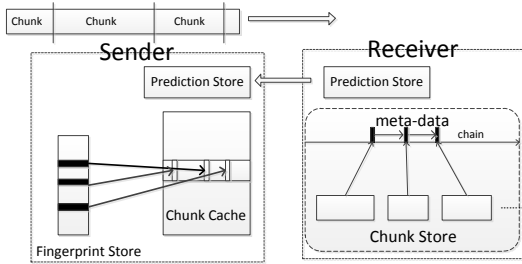 Chunk Chunk Chunk
Sender Receiver
Prediction Store Prediction Store
meta-data
chain
Chunk Cache
Chunk Store
Fingerprint Store